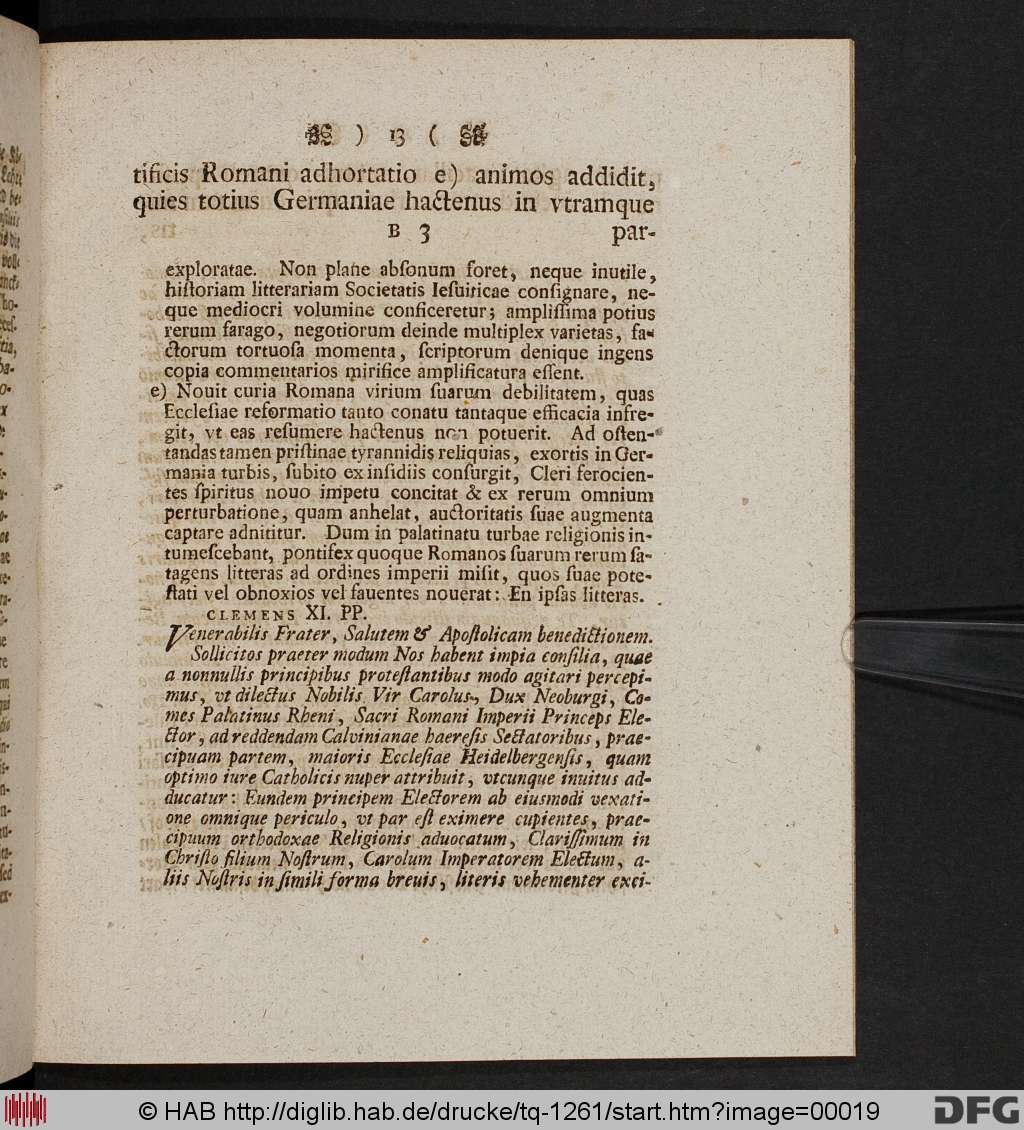 ) 13 (
tificis Romani adhortatio e) animos addidit,
quies totius Germaniae hactenus in vtramque
B 3 par-
exploratae. Non plane abſonum foret, neque inutile,
hiſtoriam litterariam Societatis Ieſuiticae conſignare, ne-
que mediocri volumine conficeretur; ampliſſima potius
rerum farago, negotiorum deinde multiplex varietas, fa-
ctorum tortuoſa momenta, ſcriptorum denique ingens
copia commentarios mirifice amplificatura eſſent.
e) Nouit curia Romana virium ſuarum debilitatem, quas
Eccleſiae reformatio tanto conatu tantaque efficacia infre-
git, vt eas reſumere hactenus non potuerit. Ad oſten-
tandas tamen priſtinae tyrannidis reliquias, exortis in Ger-
mania turbis, ſubito ex inſidiis conſurgit, Cleri ferocien-
tes ſpiritus nouo impetu concitat & ex rerum omnium
perturbatione, quam anhelat, auctoritatis ſuae augmenta
captare adnititur. Dum in palatinatu turbae religionis in-
tumeſcebant, pontifex quoque Romanos ſuarum rerum ſa-
tagens litteras ad ordines imperii miſit, quos ſuae pote-
ſtati vel obnoxios vel fauentes nouerat: En ipſas litteras.
CLEMENS XI. PP.
Venerabilis Frater, Salutem & Apoſtolicam benedictionem.
Sollicitos praeter modum Nos habent impia conſilia, quae
a nonnullis principibus proteſtantibus modo agitari percepi-
mus, vt dilectus Nobilis Vir Carolus, Dux Neoburgi, Co-
mes Palatinus Rheni, Sacri Romani Imperii Princeps Ele-
ctor, ad reddendam Calvinianae haereſis Sectatoribus, prae-
cipuam partem, maioris Eccleſiae Heidelbergenſis, quam
optimo iure Catholicis nuper attribuit, vtcunque inuitus ad-
ducatur: Eundem principem Electorem ab eiusmodi vexati-
one omnique periculo, vt par eſt eximere cupientes, prae-
cipuum orthodoxae Religionis aduocatum, Clariſſimum in
Chriſto filium Noſtrum, Carolum Imperatorem Electum, a-
liis Noſtris in ſimili forma breuis, literis vehementer exci-
© HAB http://diglib.hab.de/drucke/tq-1261/start.htm?image=00019
DFG